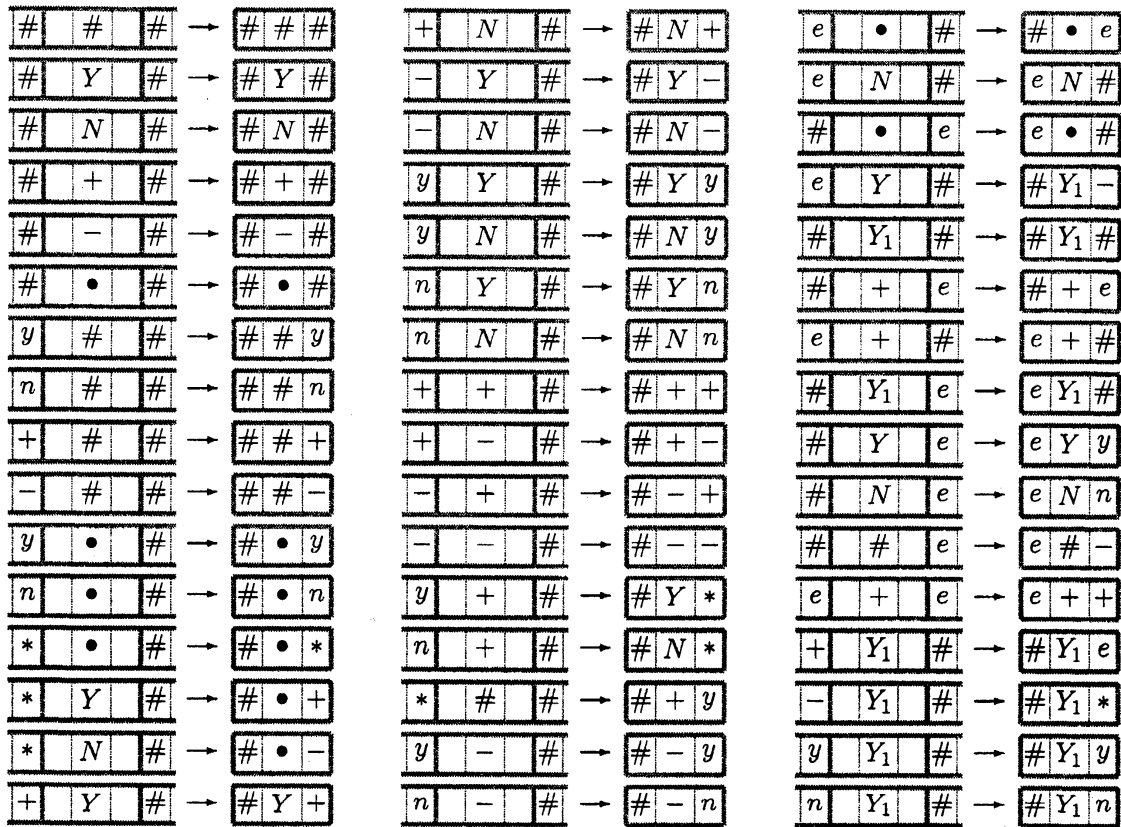 # # # → # # # + N # → # N + e • # → # • e
# Y # → # Y # − Y # → # Y − e N # → e N #
# N # → # N # − N # → # N − # • e → e • #
# + # → # + # y Y # → # Y y e Y # → # Y₁ −
# − # → # − # y N # → # N y # Y₁ # → # Y₁ #
# • # → # • # n Y # → # Y n # + e → # + e
y # # → # # y n N # → # N n e + # → e + #
n # # → # # n + + # → # + + # Y₁ e → e Y₁ #
+ # # → # # + + − # → # + − # Y e → e Y y
− # # → # # − − + # → # − + # N e → e N n
y • # → # • y − − # → # − − # # e → e # −
n • # → # • n y + # → # Y * e + e → e + +
* • # → # • * n + # → # N * + Y₁ # → # Y₁ e
* Y # → # • + * # # → # + y − Y₁ # → # Y₁ *
* N # → # • − y − # → # − y y Y₁ # → # Y₁ y
+ Y # → # Y + n − # → # − n n Y₁ # → # Y₁ n